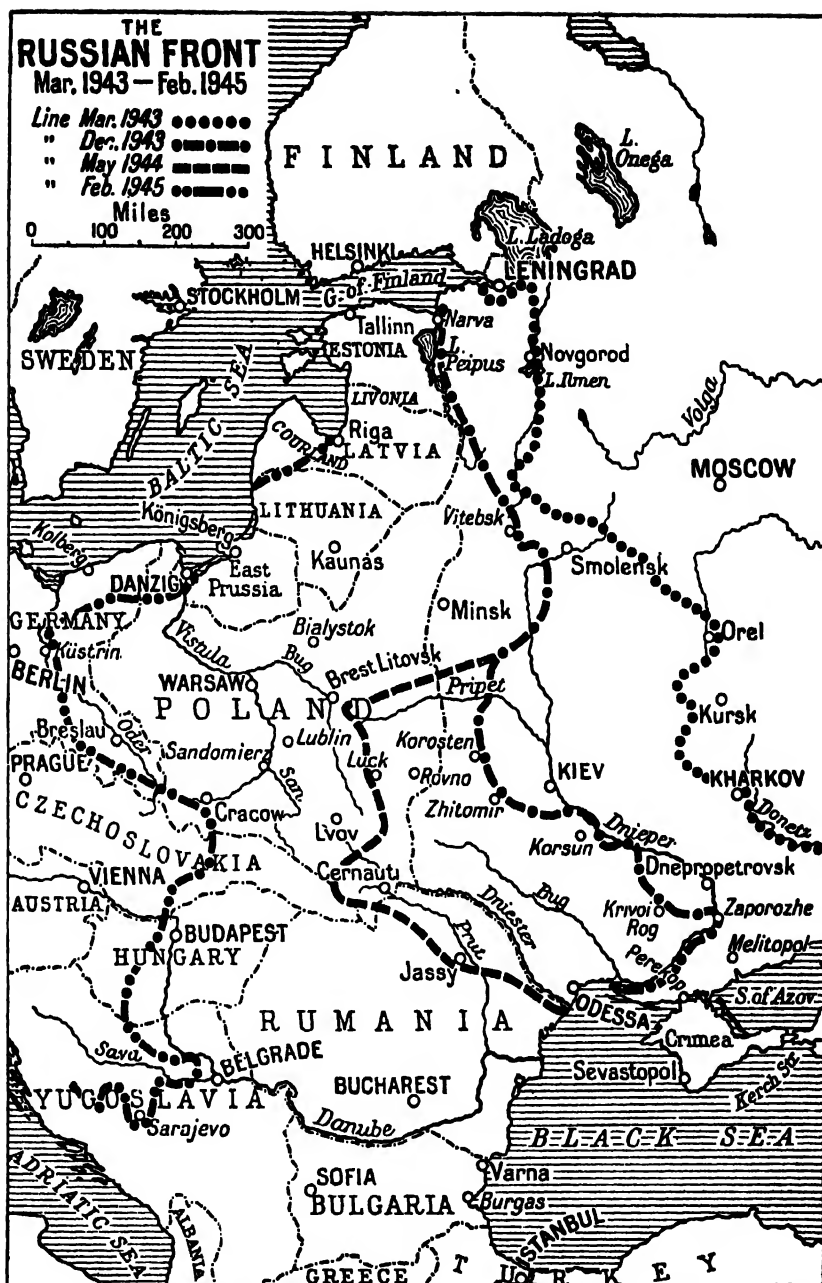 THE
RUSSIAN FRONT
Mar. 1943 — Feb. 1945
Line Mar. 1943
" Dec. 1943
" May 1944
" Feb. 1945
Miles
0 100 200 300
FINLAND
L. Onega
L. Ladoga
HELSINKI
LENINGRAD
G. of Finland
STOCKHOLM
Tallinn
Narva
ESTONIA
L. Peipus
SWEDEN
Novgorod
L. Ilmen
LIVONIA
Volga
BALTIC SEA
Riga
COURLAND
LATVIA
MOSCOW
LITHUANIA
Königsberg
Vitebsk
Kolberg
Kaunas
Smolensk
DANZIG
East Prussia
GERMANY
Minsk
Bialystok
Orel
Küstrin
Vistula
Bug
BERLIN
Brest Litovsk
WARSAW
Pripet
POLAND
Kursk
Breslau
Oder
Lublin
Korosten
Sandomierz
Luck
Rovno
KIEV
PRAGUE
San
KHARKOV
Zhitomir
Donetz
Cracow
CZECHOSLOVAKIA
Lvov
Korsun
Dnieper
Cernauti
Dnepropetrovsk
VIENNA
Dniester
Bug
AUSTRIA
Krivoi Rog
Zaporozhe
BUDAPEST
Prut
HUNGARY
Melitopol
Jassy
Perekop
ODESSA
S. of Azov
RUMANIA
Crimea
Sava
BELGRADE
Sevastopol
Kerch Str.
YUGOSLAVIA
BUCHAREST
Sarajevo
Danube
BLACK SEA
ADRIATIC SEA
Varna
SOFIA
BULGARIA
Burgas
ALBANIA
ISTANBUL
GREECE
TURKEY